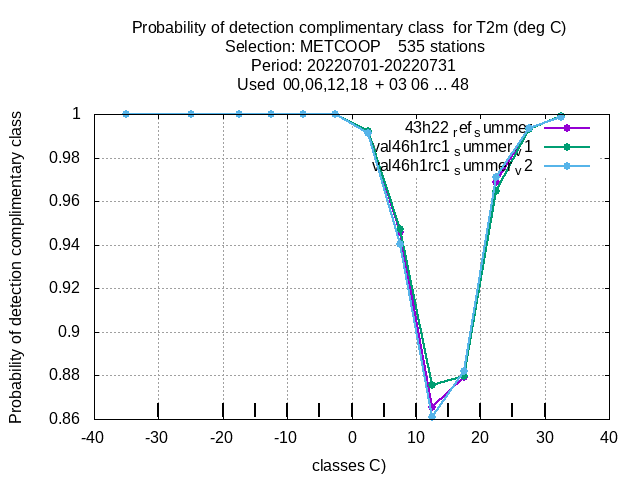 Probability of detection complimentary class  for T2m (deg C)
Selection: METCOOP    535 stations
Period: 20220701-20220731
Used  00,06,12,18  + 03 06 ... 48
Probability of detection complimentary class
1
0.98
0.96
0.94
0.92
0.9
0.88
0.86
43h22 ref summer
val46h1rc1 summer v1
val46h1rc1 summer v2
-40 -30 -20 -10 0 10 20 30 40
classes C)